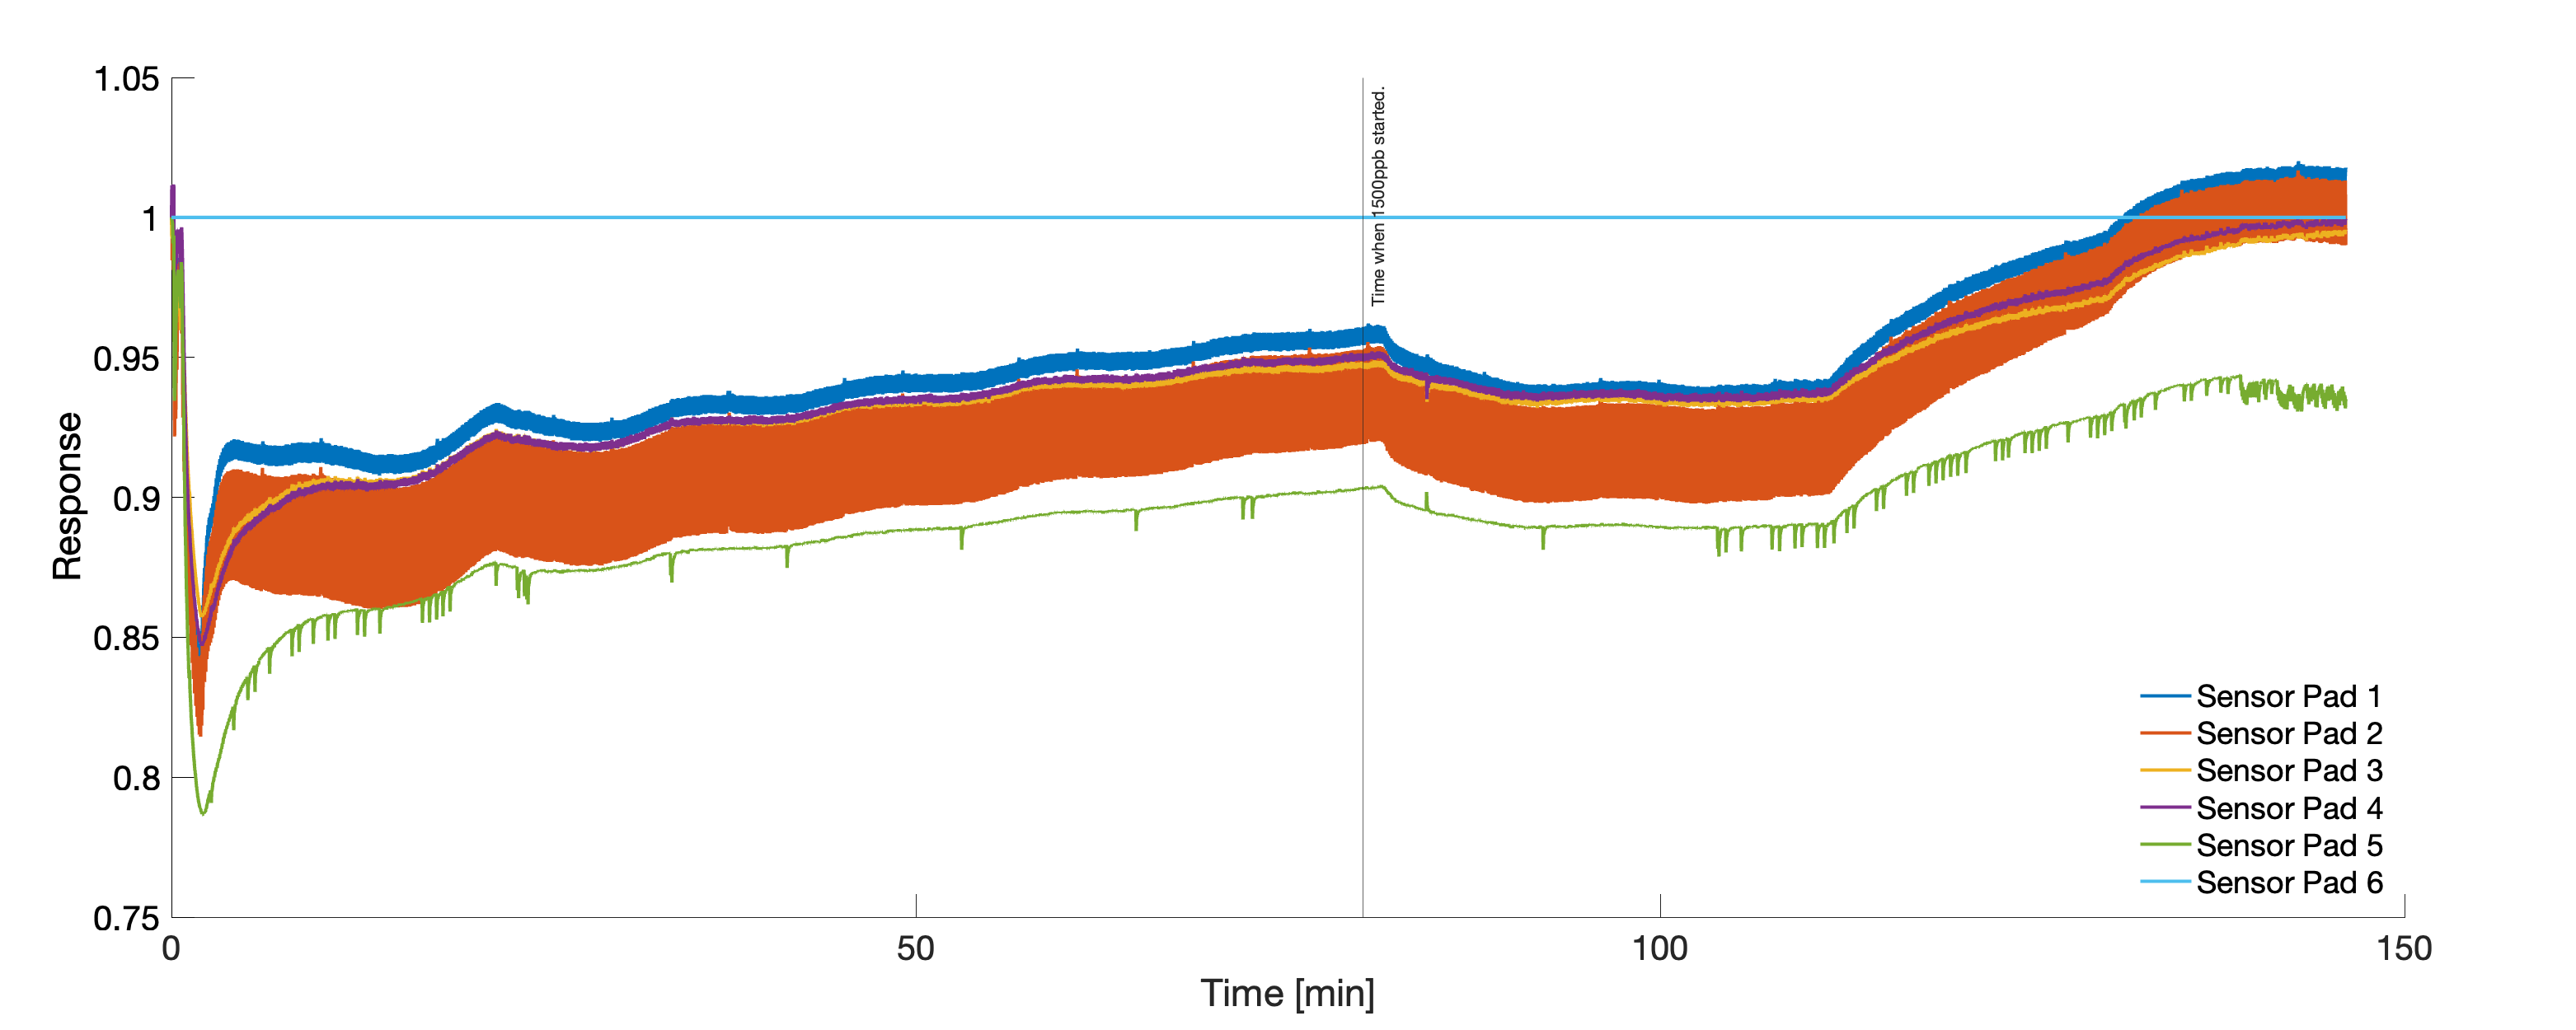 1.05
1
0.95
0.9
0.85
0.8
0.75
Response
0
50
100
150
Time [min]
Time when 1500ppb started.
Sensor Pad 1
Sensor Pad 2
Sensor Pad 3
Sensor Pad 4
Sensor Pad 5
Sensor Pad 6